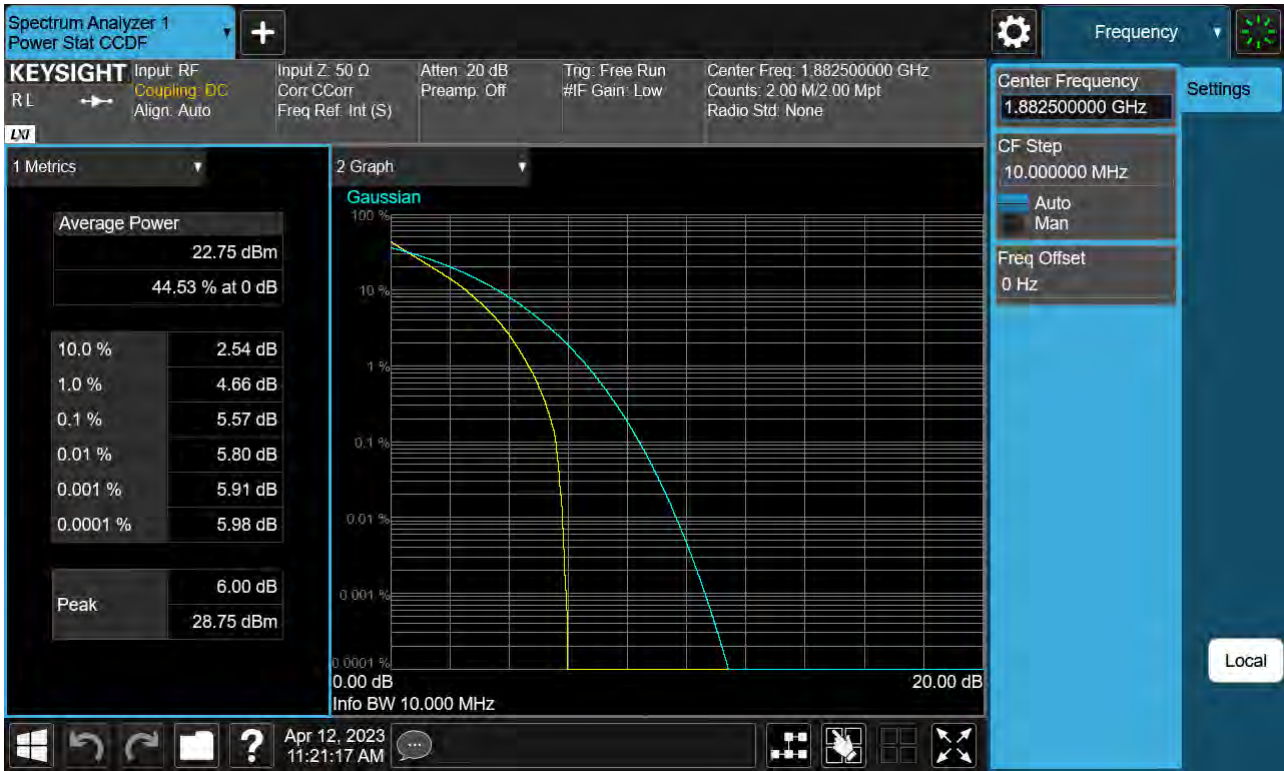 Spectrum Analyzer 1
Power Stat CCDF
Frequency
KEYSIGHT
R L
LXI
Input: RF
Coupling: DC
Align: Auto
Input Z: 50 Ω
Corr CCorr
Freq Ref: Int (S)
Atten: 20 dB
Preamp: Off
Trig: Free Run
#IF Gain: Low
Center Freq: 1.882500000 GHz
Counts: 2.00 M/2.00 Mpt
Radio Std: None
1 Metrics
Average Power
22.75 dBm
44.53 % at 0 dB
10.0 % 2.54 dB
1.0 % 4.66 dB
0.1 % 5.57 dB
0.01 % 5.80 dB
0.001 % 5.91 dB
0.0001 % 5.98 dB
Peak 6.00 dB
28.75 dBm
2 Graph
Gaussian
100 %
10 %
1 %
0.1 %
0.01 %
0.001 %
0.0001 %
0.00 dB 20.00 dB
Info BW 10.000 MHz
Center Frequency
1.882500000 GHz
CF Step
10.000000 MHz
Auto
Man
Freq Offset
0 Hz
Settings
Local
?
Apr 12, 2023
11:21:17 AM